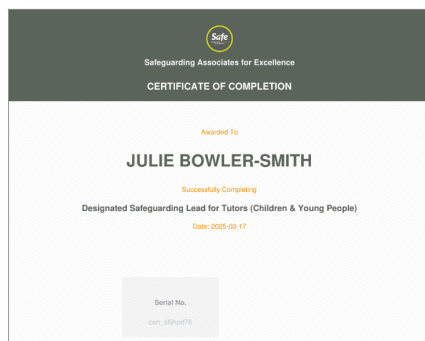 Safe
Safeguarding Associates for Excellence
CERTIFICATE OF COMPLETION
Awarded To
JULIE BOWLER-SMITH
Successfully Completing
Designated Safeguarding Lead for Tutors (Children & Young People)
Date: 2025-03-17
Serial No.